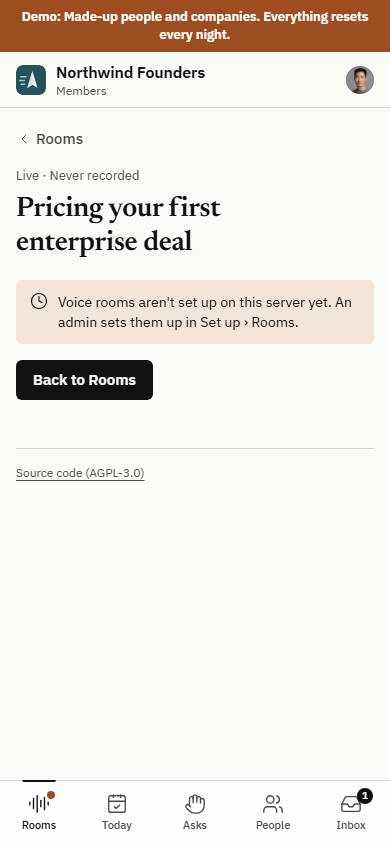 Demo: Made-up people and companies. Everything resets
every night.
Northwind Founders
Members
Rooms
Live · Never recorded
Pricing your first
enterprise deal
Voice rooms aren't set up on this server yet. An
admin sets them up in Set up › Rooms.
Back to Rooms
Source code (AGPL-3.0)
1
Rooms Today Asks People Inbox